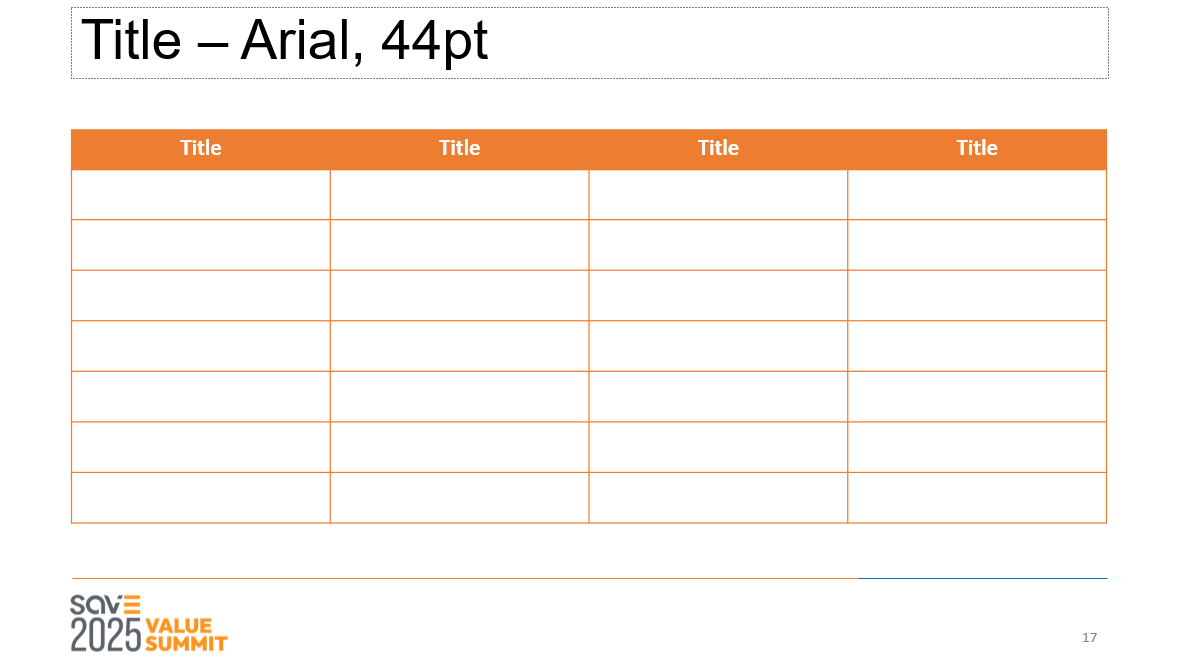 Title – Arial, 44pt
Title Title Title Title
SAVE
2025 VALUE
SUMMIT
17